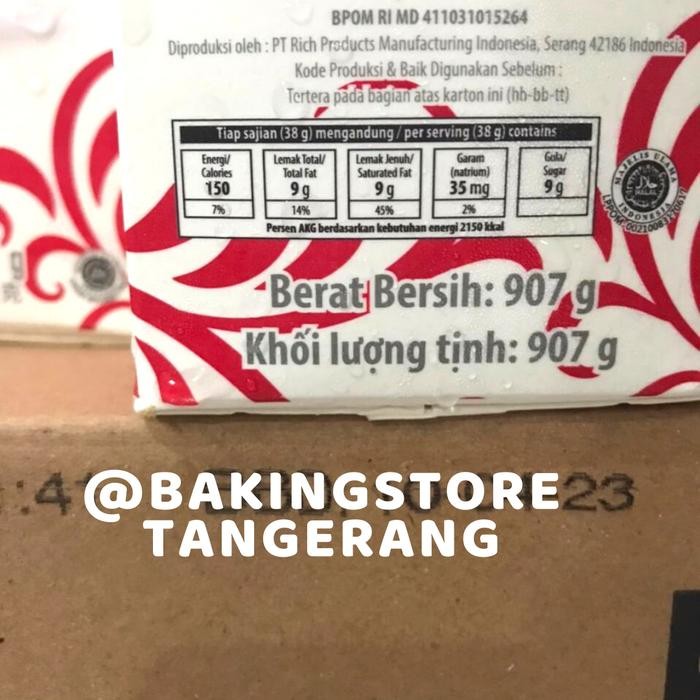 BPOM RI MD 411031015264
Diproduksi oleh : PT Rich Products Manufacturing Indonesia, Serang 42186 Indonesia
Kode Produksi & Baik Digunakan Sebelum :
Tertera pada bagian atas karton ini (hh-bb-tt)
Tiap sajian (38 g) mengandung / per serving (38 g) contains
Energi/ Calories 150 7%
Lemak Total/ Total Fat 9 g 14%
Lemak Jenuh/ Saturated Fat 9 g 45%
Garam (natrium) 35 mg 2%
Gula/ Sugar 9 g
Persen AKG berdasarkan kebutuhan energi 2150 kkal
MAJELIS ULAMA INDONESIA
Berat Bersih: 907 g
Khối lượng tịnh: 907 g
@BAKINGSTORE
TANGERANG
23